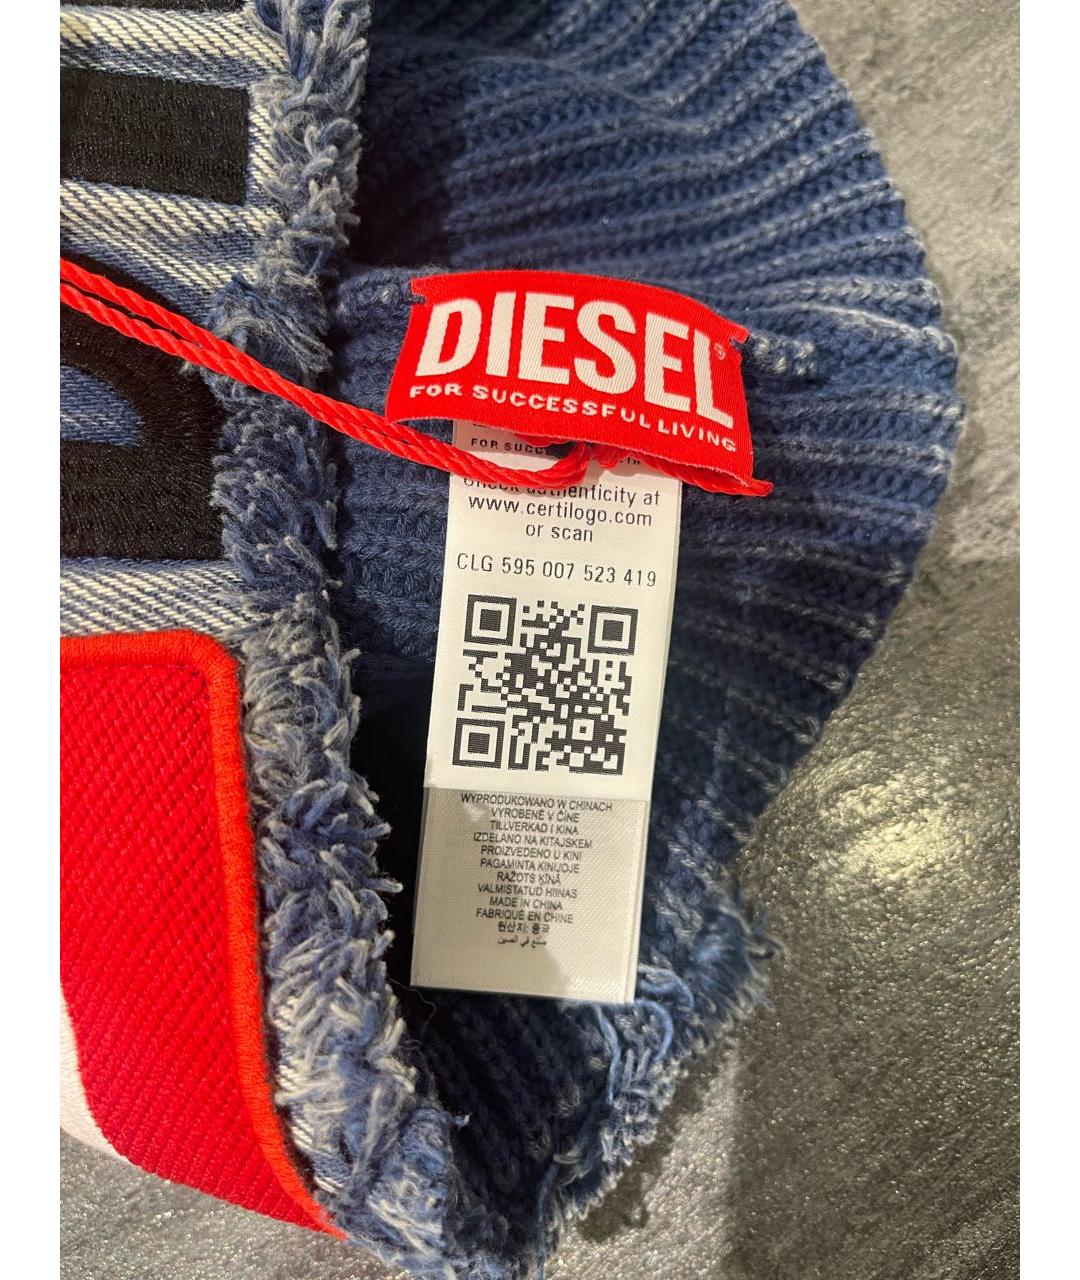 DIESEL®
FOR SUCCESSFUL LIVING
FOR SUCC
Check authenticity at
www.certilogo.com
or scan
CLG 595 007 523 419
WYPRODUKOWANO W CHINACH
VYROBENÉ V ČÍNE
TILLVERKAD I KINA
IZDELANO NA KITAJSKEM
PROIZVEDENO U KINI
PAGAMINTA KINIJOJE
RAŽOTS ĶĪNĀ
VALMISTATUD HIINAS
MADE IN CHINA
FABRIQUÉ EN CHINE
원산지: 중국
صنع في الصين